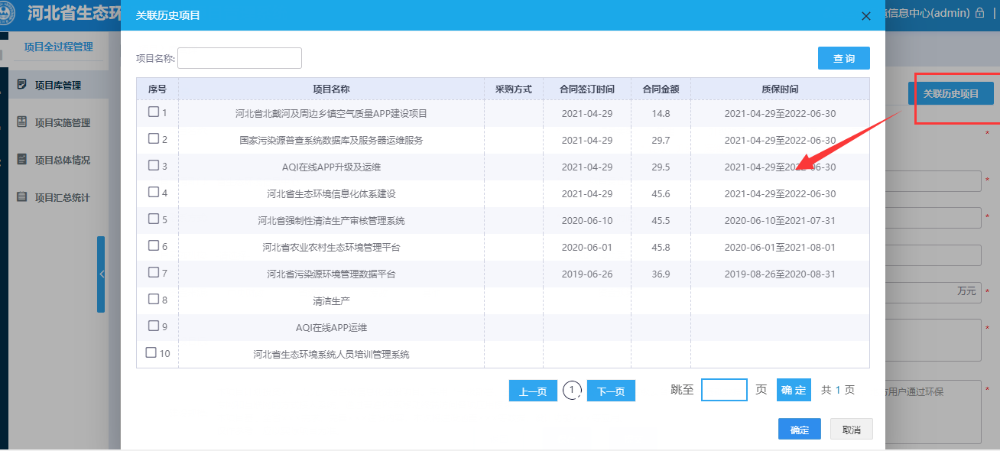 河北省生态环
关联历史项目
信息中心(admin)
项目全过程管理
项目库管理
项目实施管理
项目总体情况
项目汇总统计
项目名称:
查 询
关联历史项目
序号 项目名称 采购方式 合同签订时间 合同金额 质保时间
1 河北省北戴河及周边乡镇空气质量APP建设项目 2021-04-29 14.8 2021-04-29至2022-06-30
2 国家污染源普查系统数据库及服务器运维服务 2021-04-29 29.7 2021-04-29至2022-06-30
3 AQI在线APP升级及运维 2021-04-29 29.5 2021-04-29至2022-06-30
4 河北省生态环境信息化体系建设 2021-04-29 45.6 2021-04-29至2022-06-30
5 河北省强制性清洁生产审核管理系统 2020-06-10 45.5 2020-06-10至2021-07-31
6 河北省农业农村生态环境管理平台 2020-06-01 45.8 2020-06-01至2021-08-01
7 河北省污染源环境管理数据平台 2019-06-26 36.9 2019-08-26至2020-08-31
8 清洁生产
9 AQI在线APP运维
10 河北省生态环境系统人员培训管理系统
*
*
*
万元 *
*
用户通过环保 *
上一页 1 下一页 跳至 页 确 定 共 1 页
确定 取消